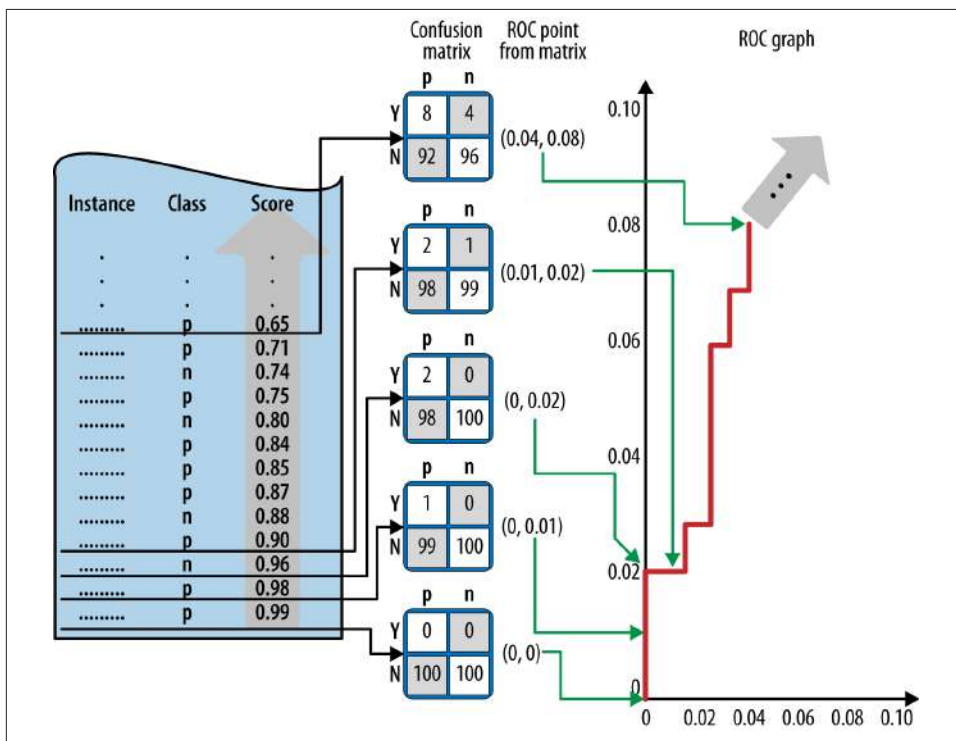 Confusion matrix
ROC point from matrix
ROC graph
p n
Y 8 4
N 92 96
(0.04, 0.08)
p n
Y 2 1
N 98 99
(0.01, 0.02)
p n
Y 2 0
N 98 100
(0, 0.02)
p n
Y 1 0
N 99 100
(0, 0.01)
p n
Y 0 0
N 100 100
(0, 0)
Instance Class Score
. . .
. . .
. . .
......... p 0.65
......... p 0.71
......... n 0.74
......... p 0.75
......... n 0.80
......... p 0.84
......... p 0.85
......... p 0.87
......... n 0.88
......... p 0.90
......... n 0.96
......... p 0.98
......... p 0.99
0.10
0.08
0.06
0.04
0.02
0
0 0.02 0.04 0.06 0.08 0.10
...